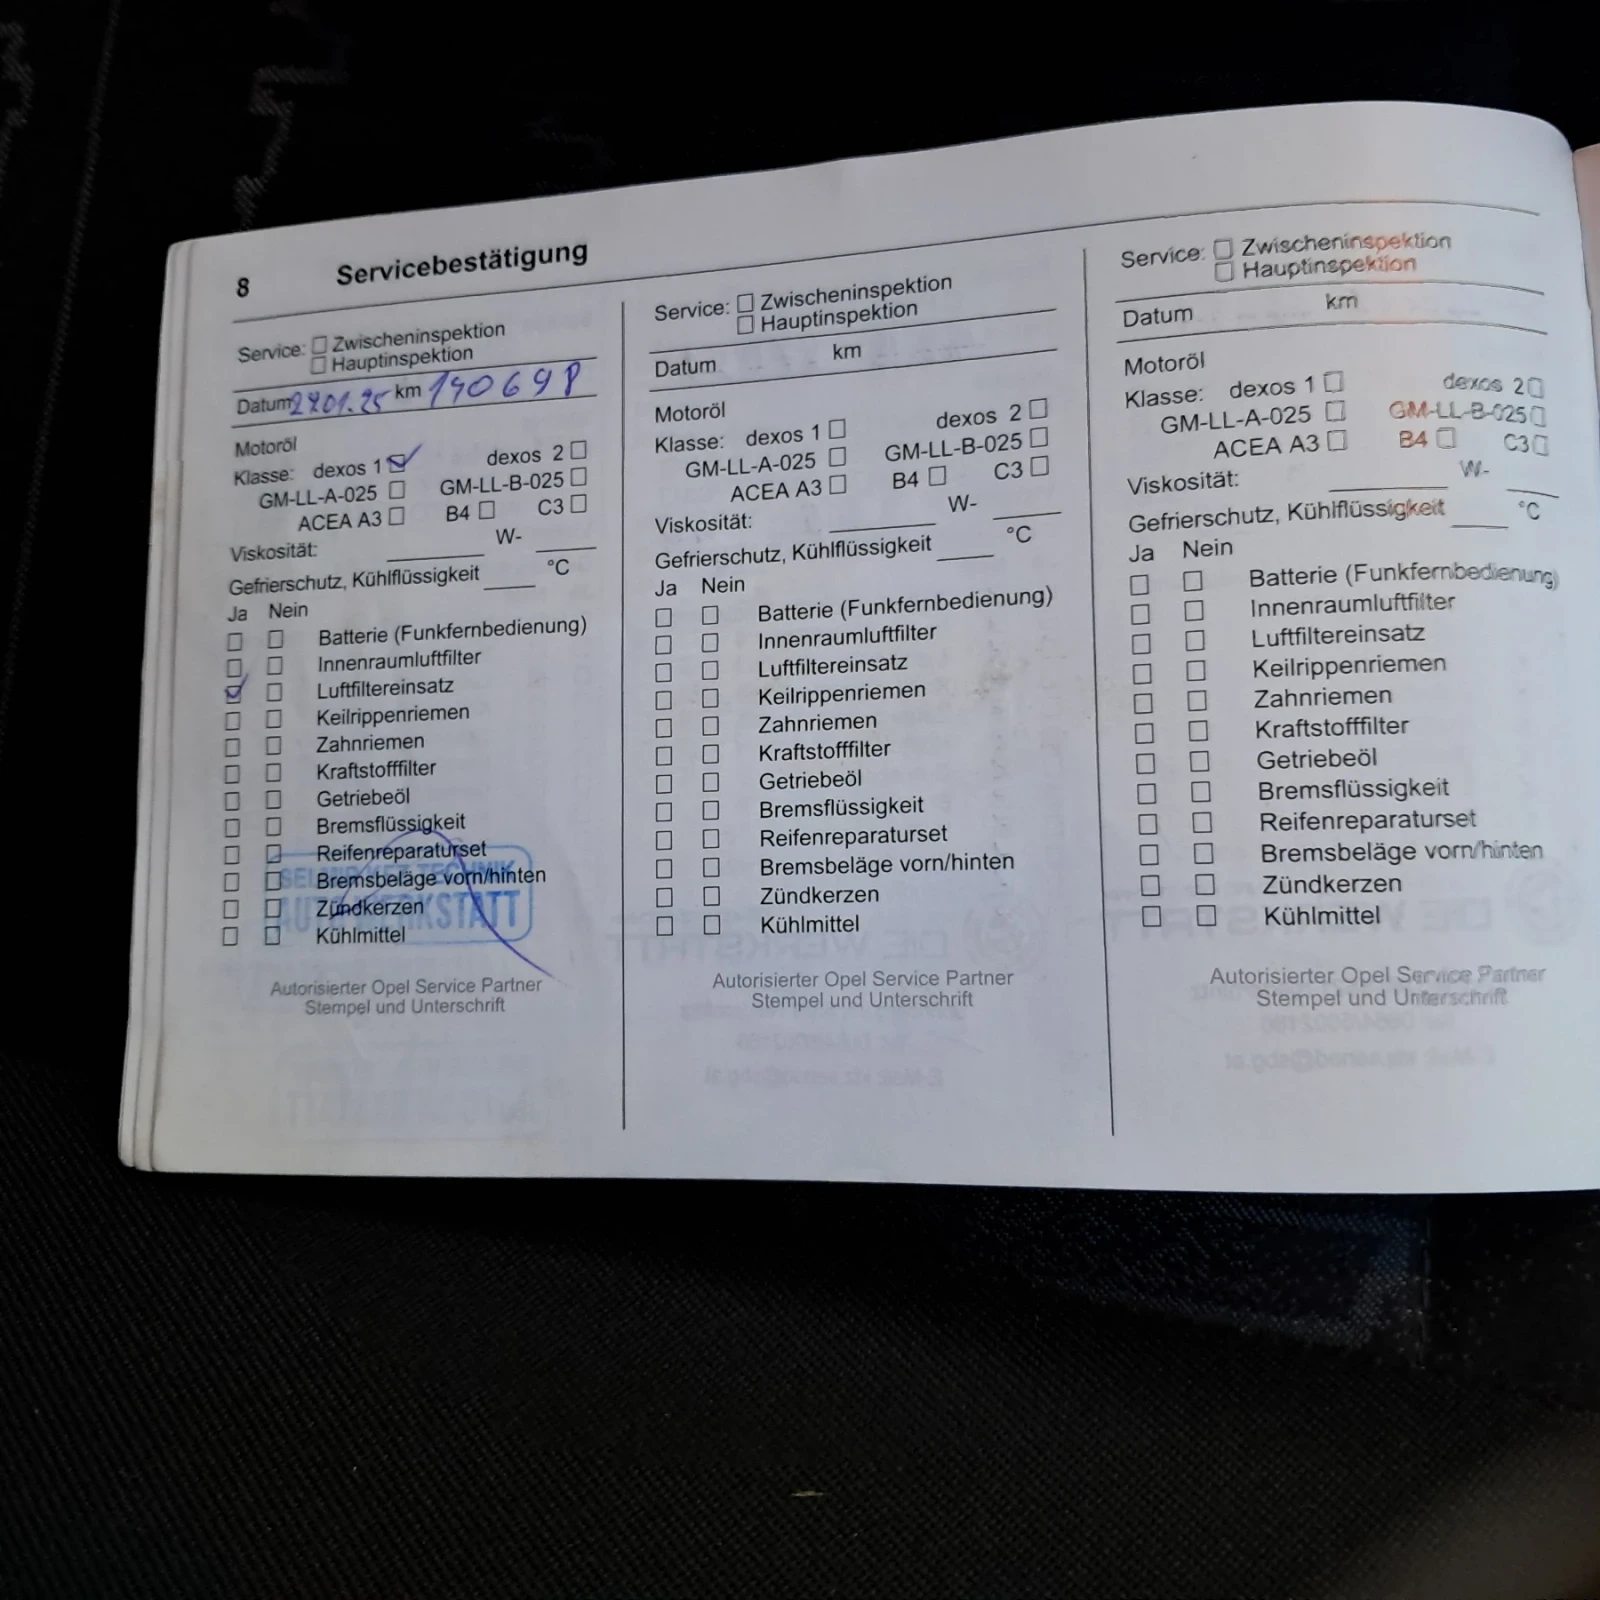 8 Servicebestätigung
Service: Zwischeninspektion
Hauptinspektion
Datum 27.01.25 km 140698
Motoröl
Klasse: dexos 1 dexos 2
GM-LL-A-025 GM-LL-B-025
ACEA A3 B4 C3
Viskosität: W-
Gefrierschutz, Kühlflüssigkeit °C
Ja Nein
Batterie (Funkfernbedienung)
Innenraumluftfilter
Luftfiltereinsatz
Keilrippenriemen
Zahnriemen
Kraftstofffilter
Getriebeöl
Bremsflüssigkeit
Reifenreparaturset
TECHNIK
Bremsbeläge vorn/hinten
AUTOWERKSTATT
Zündkerzen
Kühlmittel
Autorisierter Opel Service Partner
Stempel und Unterschrift
Service: Zwischeninspektion
Hauptinspektion
Datum km
Motoröl
Klasse: dexos 1 dexos 2
GM-LL-A-025 GM-LL-B-025
ACEA A3 B4 C3
Viskosität: W-
Gefrierschutz, Kühlflüssigkeit °C
Ja Nein
Batterie (Funkfernbedienung)
Innenraumluftfilter
Luftfiltereinsatz
Keilrippenriemen
Zahnriemen
Kraftstofffilter
Getriebeöl
Bremsflüssigkeit
Reifenreparaturset
Bremsbeläge vorn/hinten
Zündkerzen
Kühlmittel
Autorisierter Opel Service Partner
Stempel und Unterschrift
Service: Zwischeninspektion
Hauptinspektion
Datum km
Motoröl
Klasse: dexos 1 dexos 2
GM-LL-A-025 GM-LL-B-025
ACEA A3 B4 C3
Viskosität: W-
Gefrierschutz, Kühlflüssigkeit °C
Ja Nein
Batterie (Funkfernbedienung)
Innenraumluftfilter
Luftfiltereinsatz
Keilrippenriemen
Zahnriemen
Kraftstofffilter
Getriebeöl
Bremsflüssigkeit
Reifenreparaturset
Bremsbeläge vorn/hinten
Zündkerzen
Kühlmittel
Autorisierter Opel Service Partner
Stempel und Unterschrift